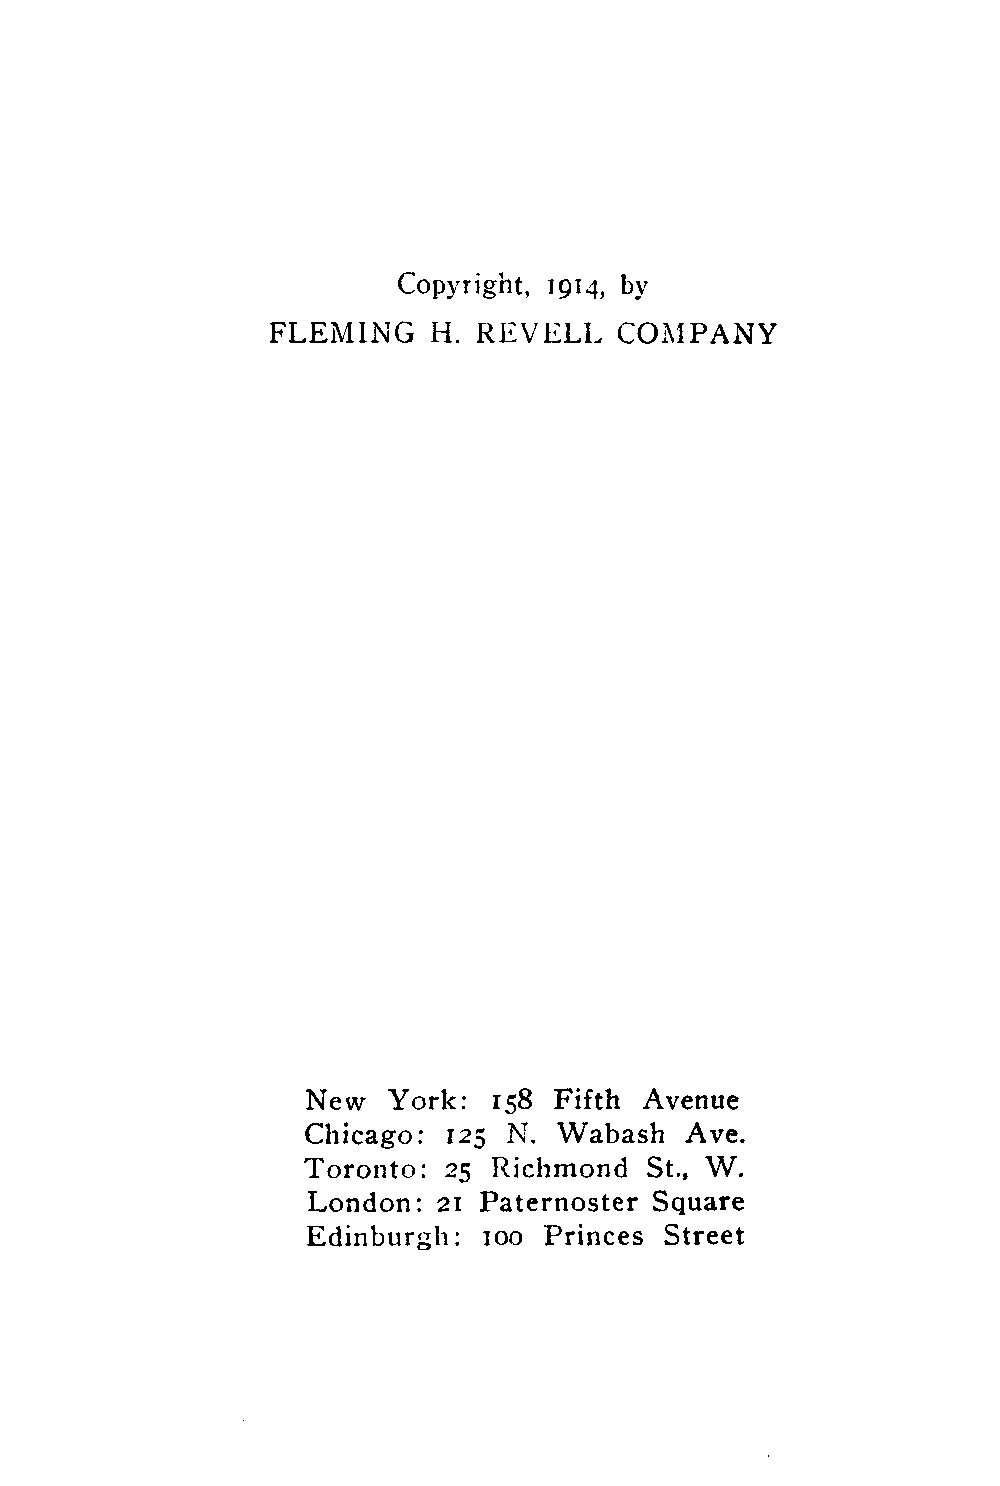 Copyright, 1914, by
FLEMING H. REVELL COMPANY
New York: 158 Fifth Avenue
Chicago: 125 N. Wabash Ave.
Toronto: 25 Richmond St., W.
London: 21 Paternoster Square
Edinburgh: 100 Princes Street